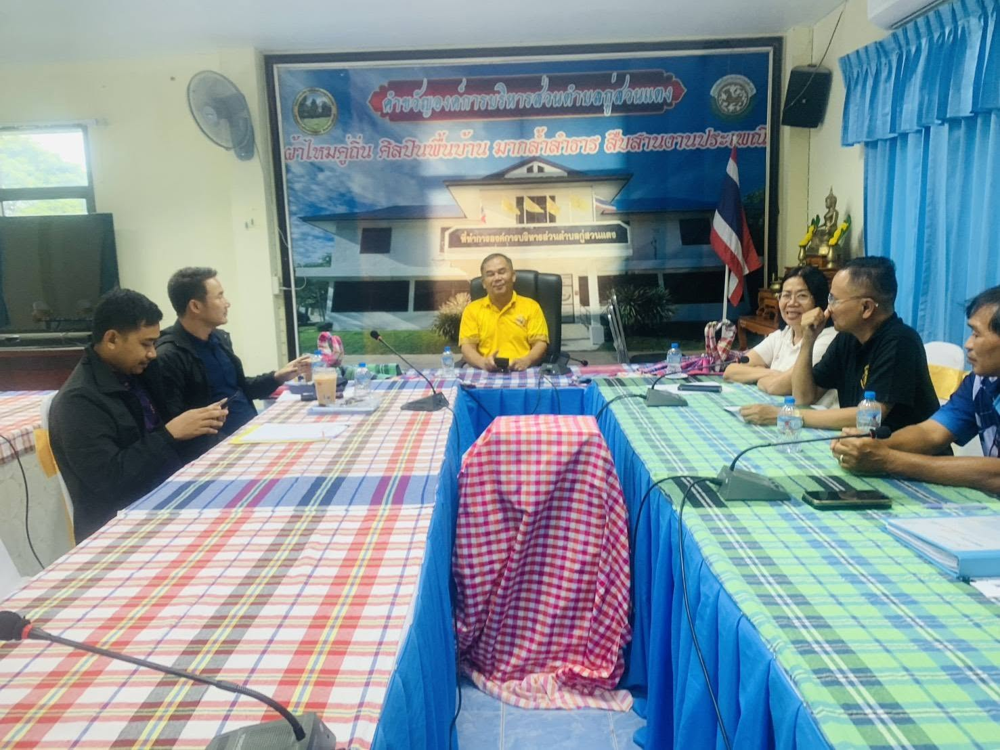 คำขวัญองค์การบริหารส่วนตำบลกู่สวนแตง
ผ้าไหมคู่ถิ่น ศิลปินพื้นบ้าน มากล้ำลำธาร สืบสานงานประเพณี
ที่ทำการองค์การบริหารส่วนตำบลกู่สวนแตง